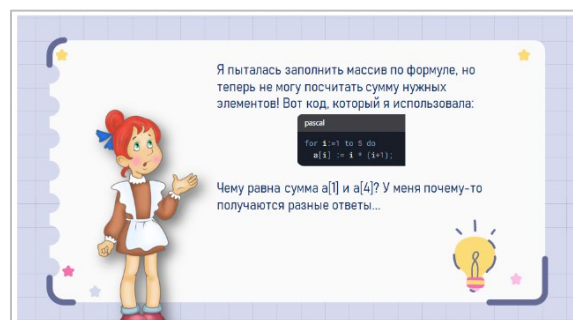 Я пыталась заполнить массив по формуле, но
теперь не могу посчитать сумму нужных
элементов! Вот код, который я использовала:
pascal
for i:=1 to 5 do
a[i] := i * (i+1);
Чему равна сумма a[1] и a[4]? У меня почему-то
получаются разные ответы...